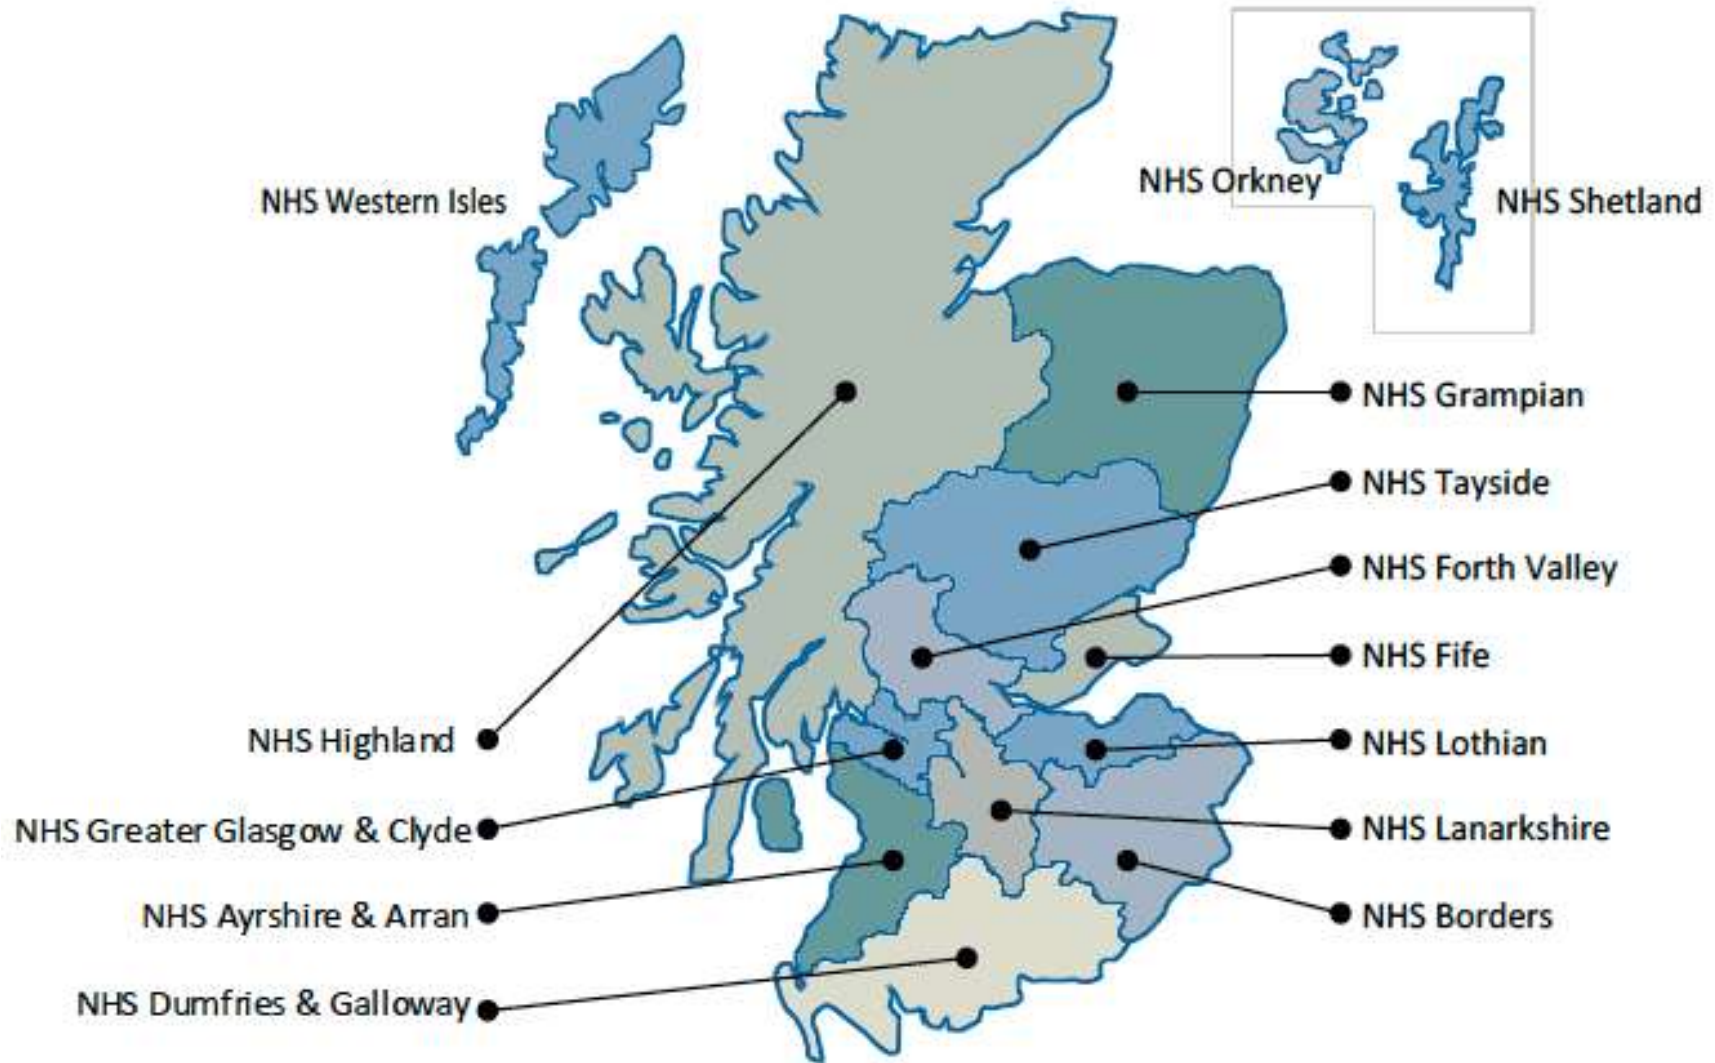 NHS Western Isles
NHS Orkney
NHS Shetland
NHS Grampian
NHS Tayside
NHS Forth Valley
NHS Fife
NHS Highland
NHS Lothian
NHS Greater Glasgow & Clyde
NHS Lanarkshire
NHS Ayrshire & Arran
NHS Borders
NHS Dumfries & Galloway